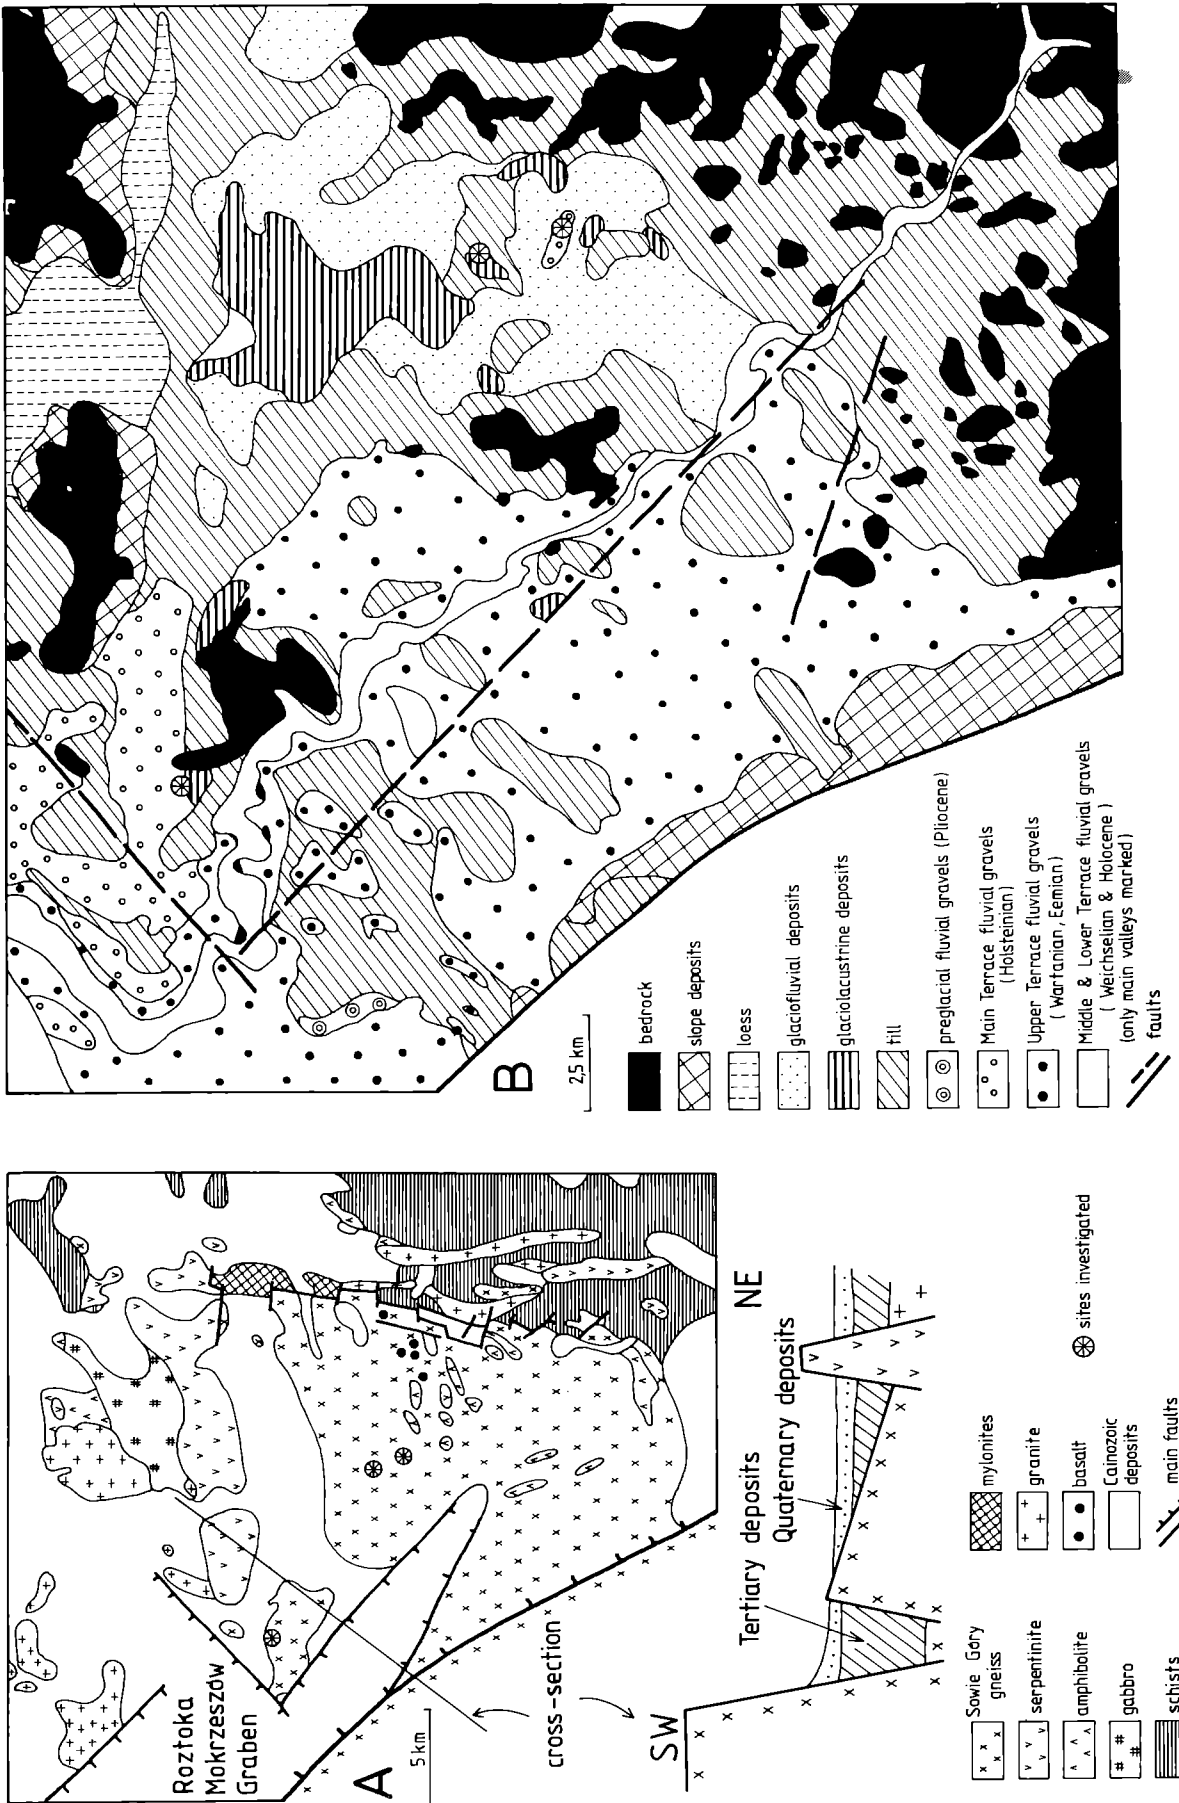 Roztoka
Mokrzeszów
Graben
A
5 km
cross-section
SW
NE
Tertiary deposits
Quaternary deposits
Sowie Góry
gneiss
serpentinite
amphibolite
gabbro
schists
mylonites
granite
basalt
Cainozoic
deposits
main faults
sites investigated
B
2,5 km
bedrock
slope deposits
loess
glaciofluvial deposits
glaciolacustrine deposits
till
preglacial fluvial gravels (Pliocene)
Main Terrace fluvial gravels
(Holsteinian)
Upper Terrace fluvial gravels
(Wartanian, Eemian)
Middle & Lower Terrace fluvial gravels
(Weichselian & Holocene)
(only main valleys marked)
faults